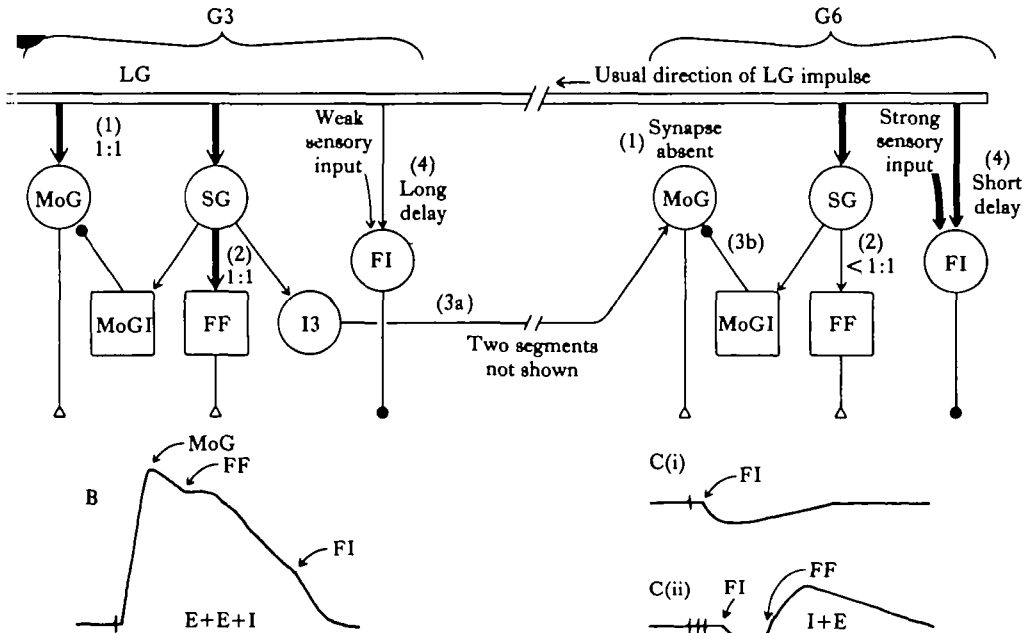 G3
G6
LG
Usual direction of LG impulse
(1)
1:1
Weak
sensory
input
(4)
Long
delay
(1)
Synapse
absent
Strong
sensory
input
(4)
Short
delay
MoG
SG
FI
MoG
SG
FI
(2)
1:1
(3b)
(2)
< 1:1
MoGI
FF
I3
(3a)
MoGI
FF
Two segments
not shown
B
MoG
FF
FI
E+E+I
C(i)
FI
C(ii)
FI
FF
I+E